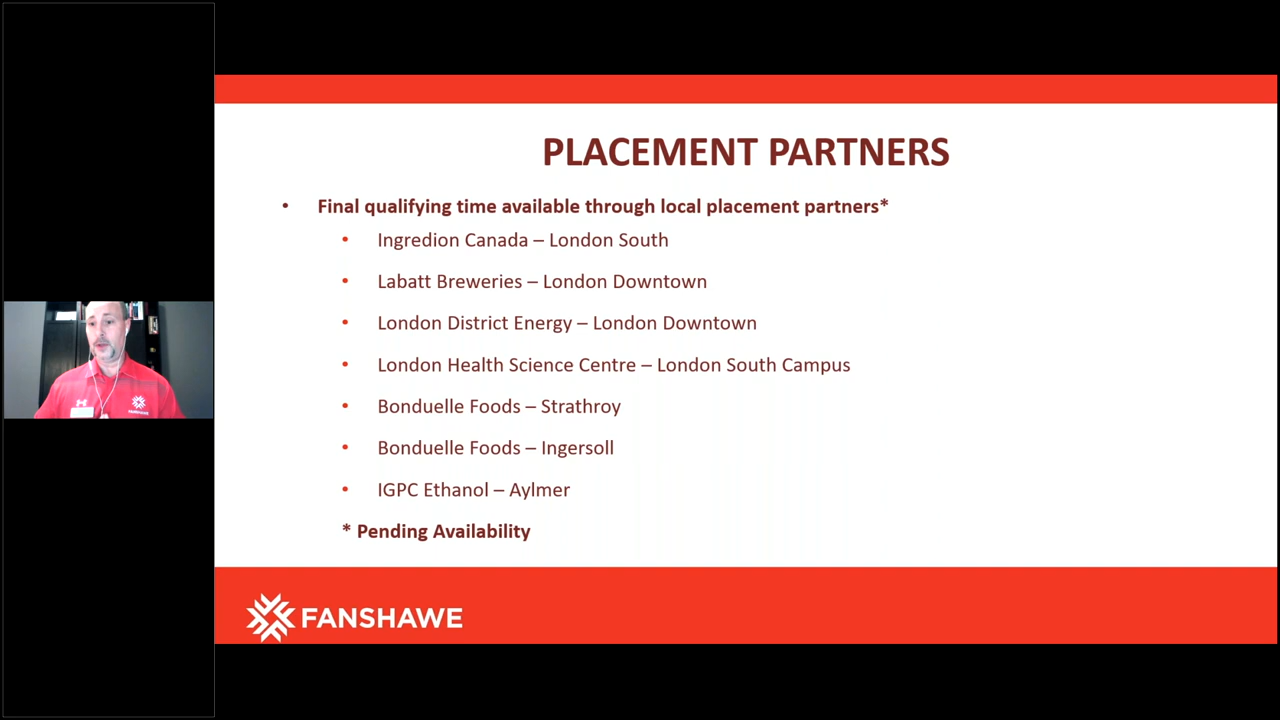 PLACEMENT PARTNERS
• Final qualifying time available through local placement partners*
• Ingredion Canada – London South
• Labatt Breweries – London Downtown
• London District Energy – London Downtown
• London Health Science Centre – London South Campus
• Bonduelle Foods – Strathroy
• Bonduelle Foods – Ingersoll
• IGPC Ethanol – Aylmer
* Pending Availability
FANSHAWE
FANSHAWE